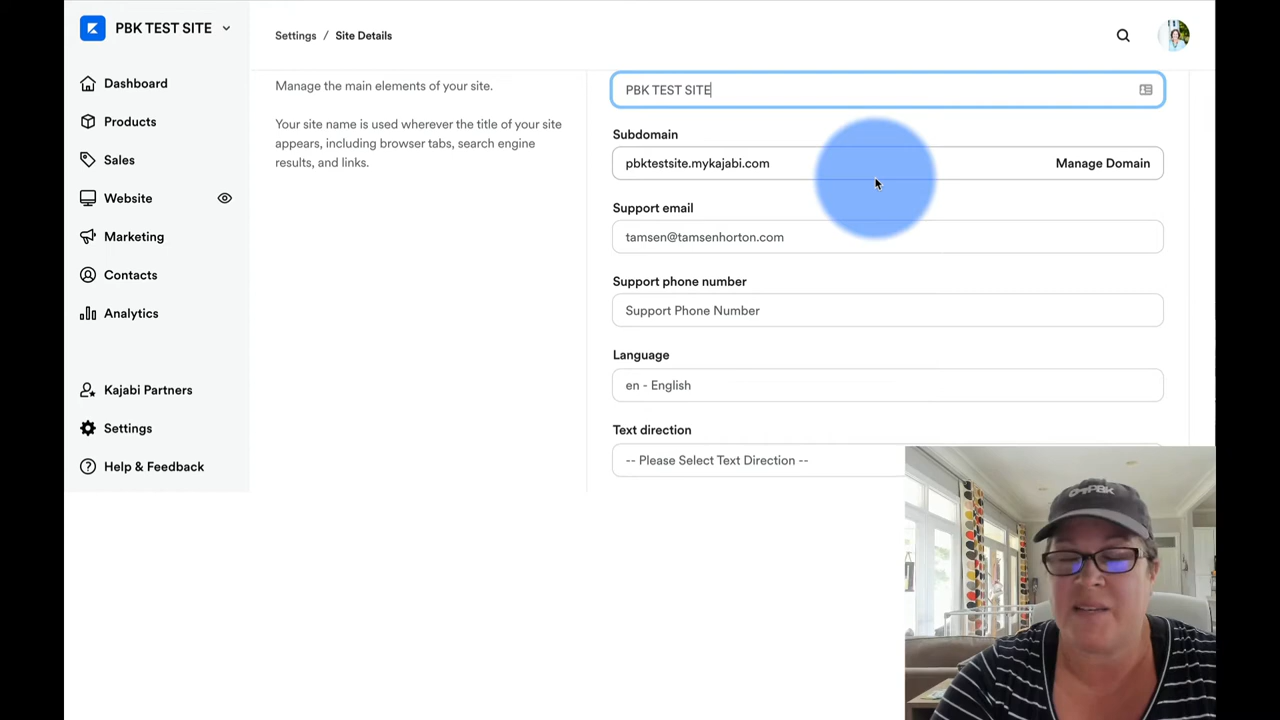 PBK TEST SITE
Settings / Site Details
Dashboard
Products
Sales
Website
Marketing
Contacts
Analytics
Kajabi Partners
Settings
Help & Feedback
Manage the main elements of your site.
Your site name is used wherever the title of your site
appears, including browser tabs, search engine
results, and links.
PBK TEST SITE
Subdomain
pbktestsite.mykajabi.com
Manage Domain
Support email
tamsen@tamsenhorton.com
Support phone number
Support Phone Number
Language
en - English
Text direction
-- Please Select Text Direction --
PBK